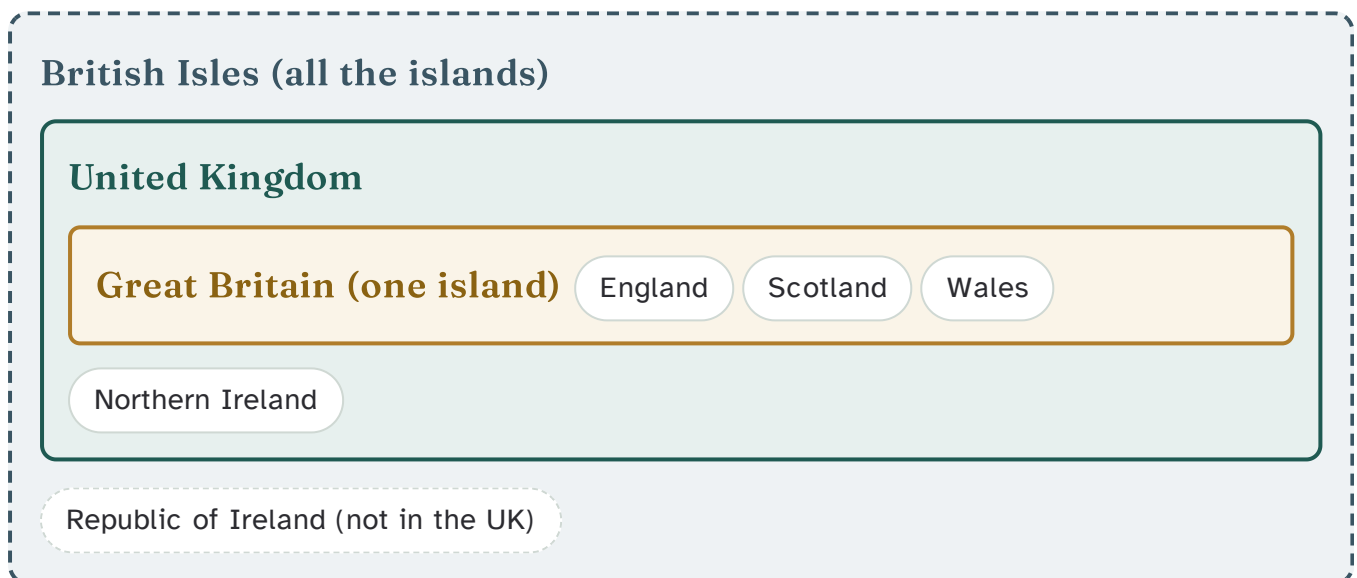 British Isles (all the islands)
United Kingdom
Great Britain (one island) England Scotland Wales
Northern Ireland
Republic of Ireland (not in the UK)